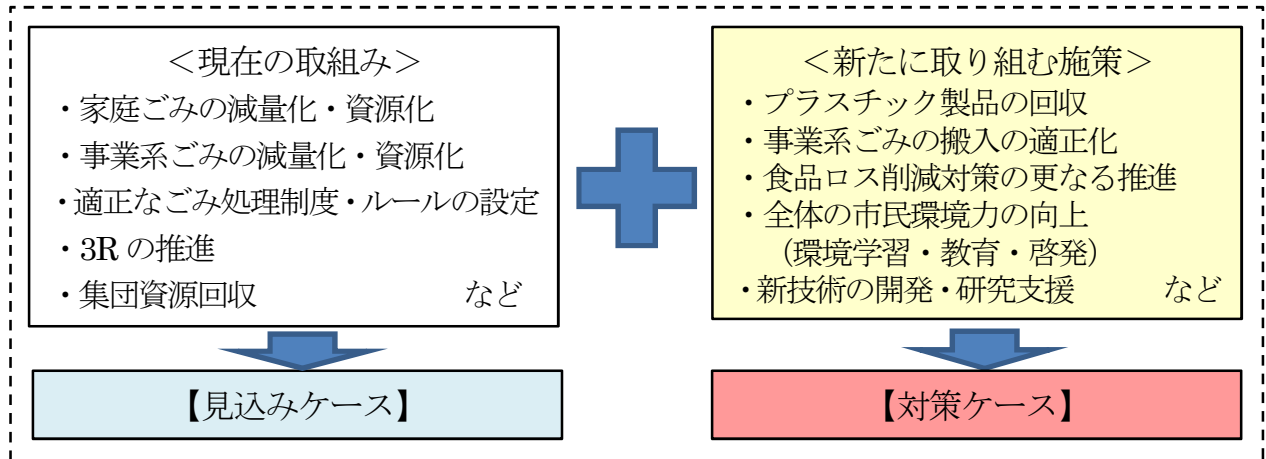 ＜現在の取組み＞
・家庭ごみの減量化・資源化
・事業系ごみの減量化・資源化
・適正なごみ処理制度・ルールの設定
・3R の推進
・集団資源回収 など
【見込みケース】
＜新たに取り組む施策＞
・プラスチック製品の回収
・事業系ごみの搬入の適正化
・食品ロス削減対策の更なる推進
・全体の市民環境力の向上
（環境学習・教育・啓発）
・新技術の開発・研究支援 など
【対策ケース】